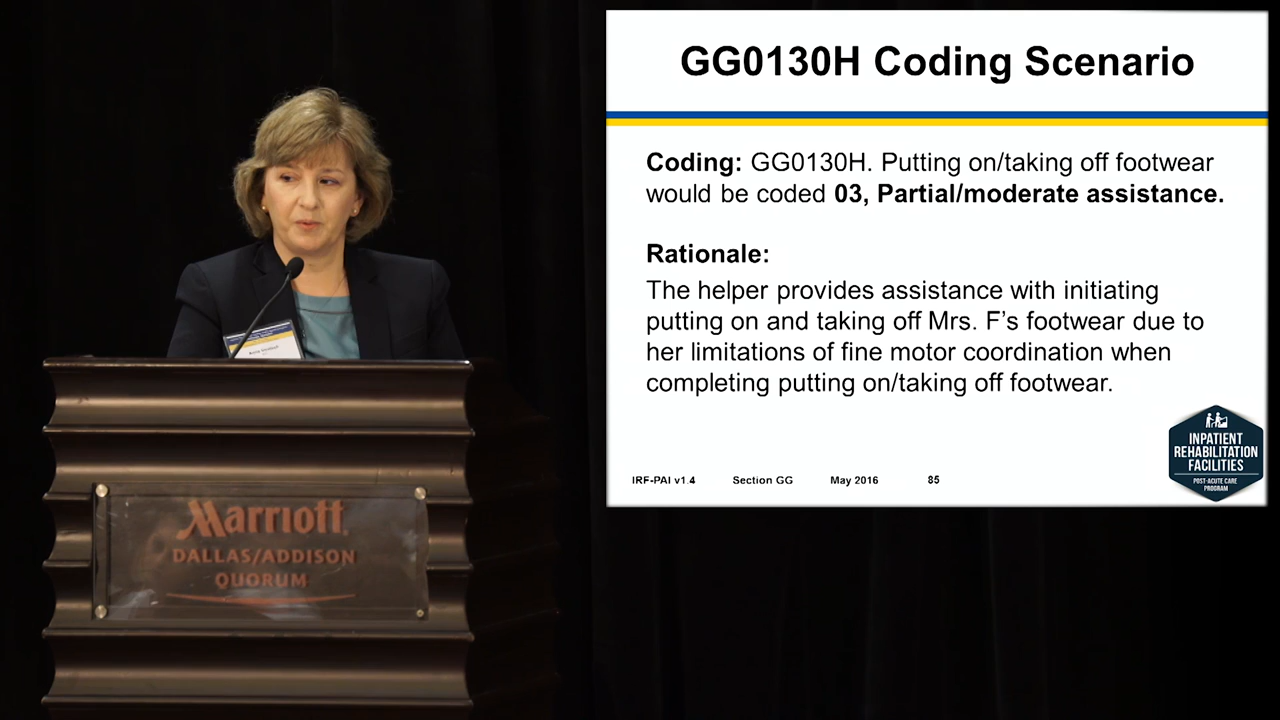 GG0130H Coding Scenario
Coding: GG0130H. Putting on/taking off footwear
would be coded 03, Partial/moderate assistance.
Rationale:
The helper provides assistance with initiating
putting on and taking off Mrs. F's footwear due to
her limitations of fine motor coordination when
completing putting on/taking off footwear.
INPATIENT
REHABILITATION
FACILITIES
POST-ACUTE CARE
PROGRAM
IRF-PAI v1.4 Section GG May 2016 85
Marriott
DALLAS/ADDISON
QUORUM